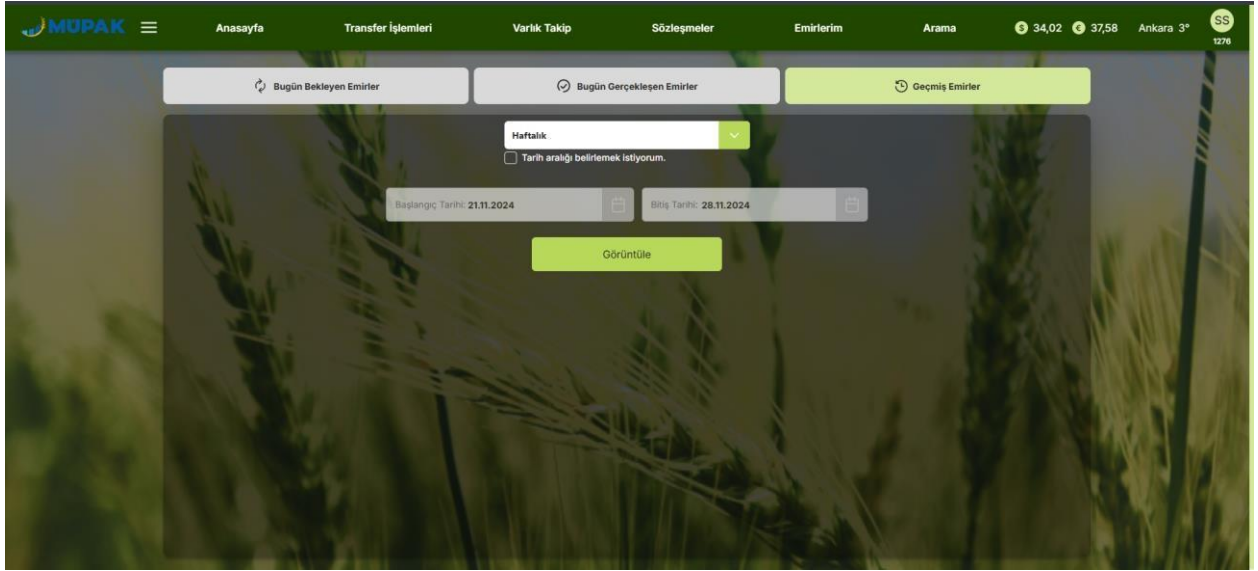 MÜPAK
Anasayfa Transfer İşlemleri Varlık Takip Sözleşmeler Emirlerim Arama $ 34,02 € 37,58 Ankara 3° SS
1276
Bugün Bekleyen Emirler Bugün Gerçekleşen Emirler Geçmiş Emirler
Haftalık
Tarih aralığı belirlemek istiyorum.
Başlangıç Tarihi: 21.11.2024 Bitiş Tarihi: 28.11.2024
Görüntüle